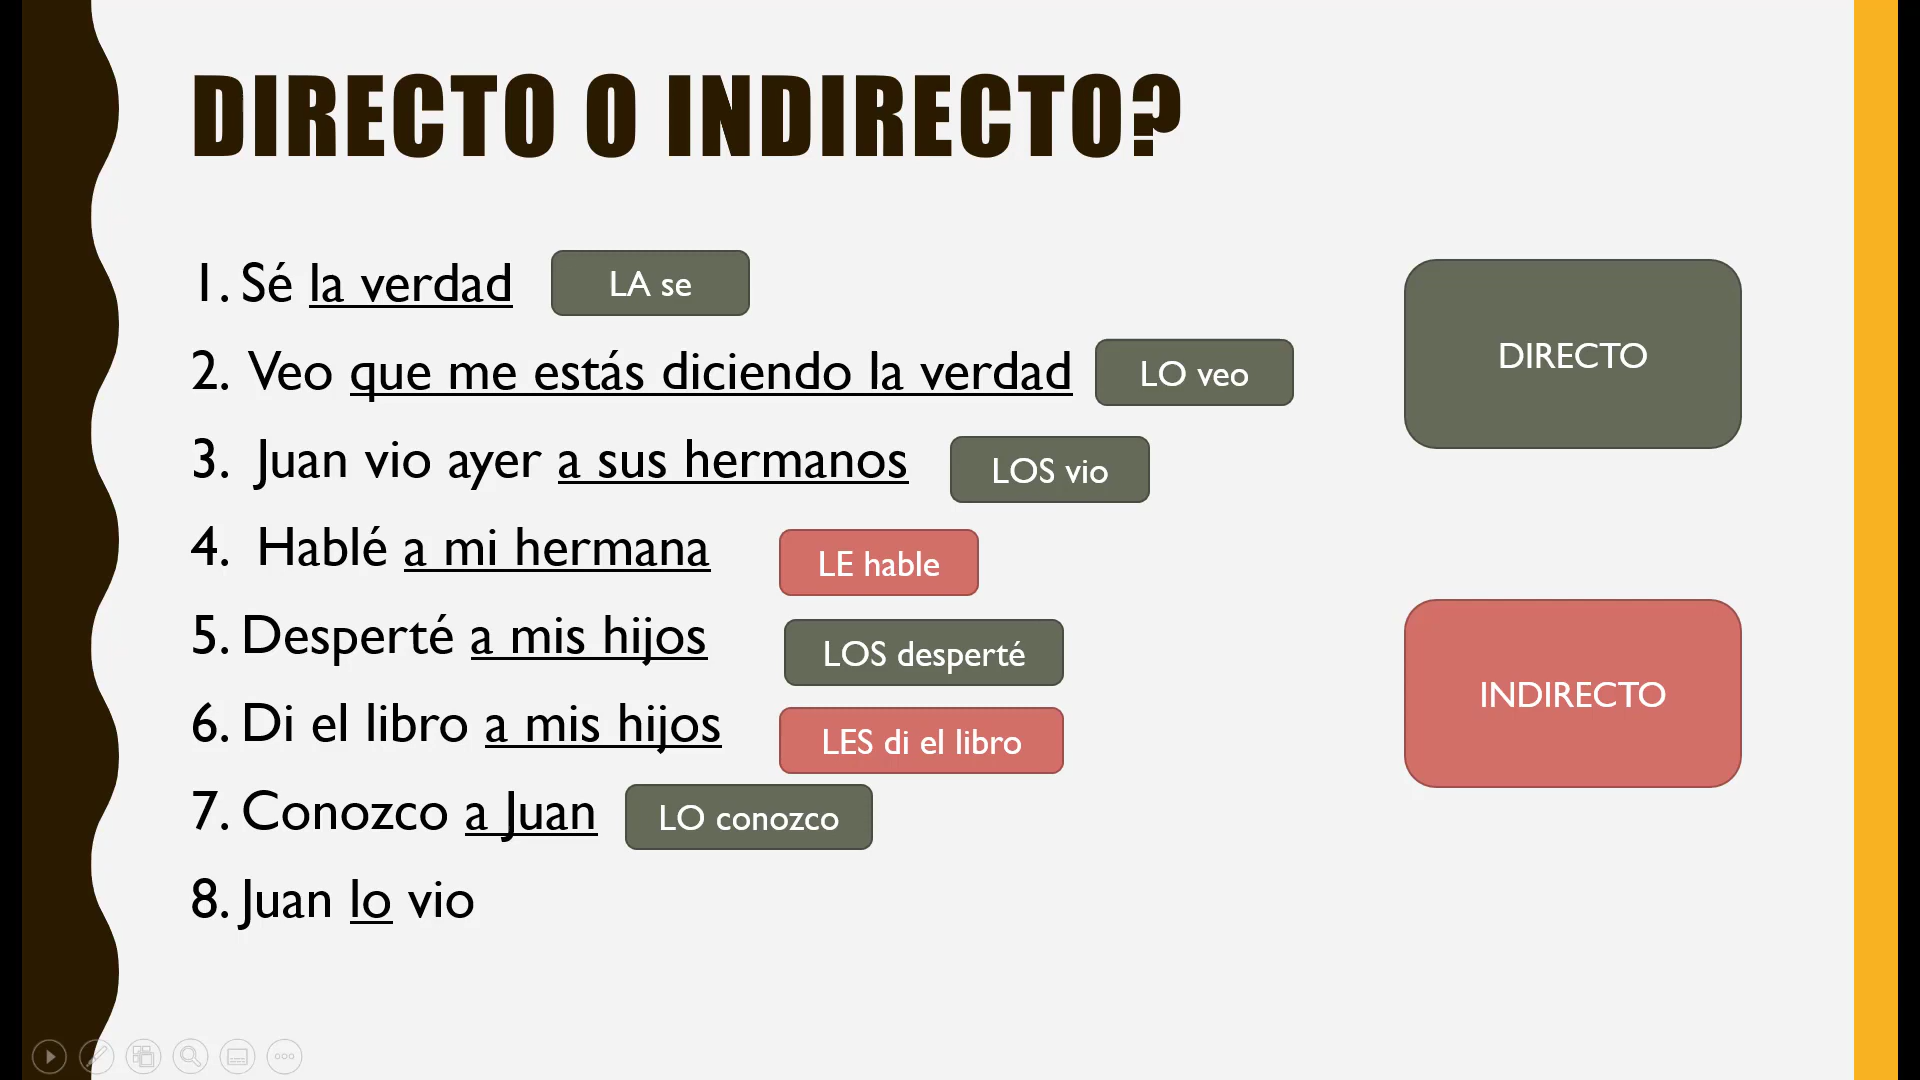 DIRECTO O INDIRECTO?
1. Sé la verdad LA se
2. Veo que me estás diciendo la verdad LO veo
DIRECTO
3. Juan vio ayer a sus hermanos LOS vio
4. Hablé a mi hermana LE hable
5. Desperté a mis hijos LOS desperté
INDIRECTO
6. Di el libro a mis hijos LES di el libro
7. Conozco a Juan LO conozco
8. Juan lo vio